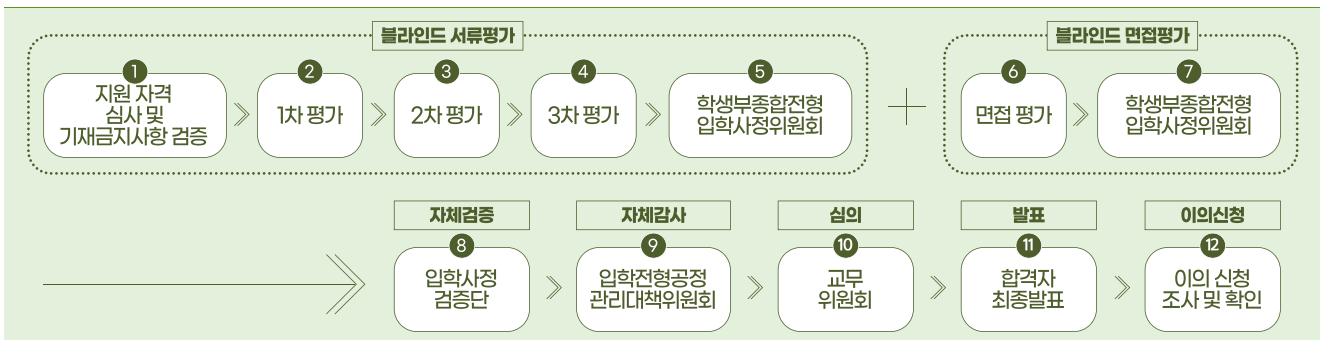 블라인드 서류평가
1
지원 자격
심사 및
기재금지사항 검증
2
1차 평가
3
2차 평가
4
3차 평가
5
학생부종합전형
입학사정위원회
블라인드 면접평가
6
면접 평가
7
학생부종합전형
입학사정위원회
자체검증
8
입학사정
검증단
자체감사
9
입학전형공정
관리대책위원회
심의
10
교무
위원회
발표
11
합격자
최종발표
이의신청
12
이의 신청
조사 및 확인